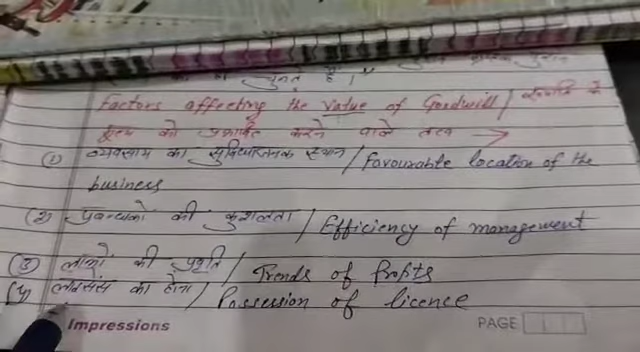 चुनते हैं।"
Factors affecting the Value of Goodwill / ख्याति के
मूल्य को प्रभावित करने वाले तत्व →
(1) व्यवसाय का सुविधाजनक स्थान / favourable location of the
business
(2) प्रबन्धको की कुशलता / Efficiency of management
(3) लाभो की प्रवृति / Trends of Profits
(4) लाइसंस का होना / Possession of licence
Impressions PAGE